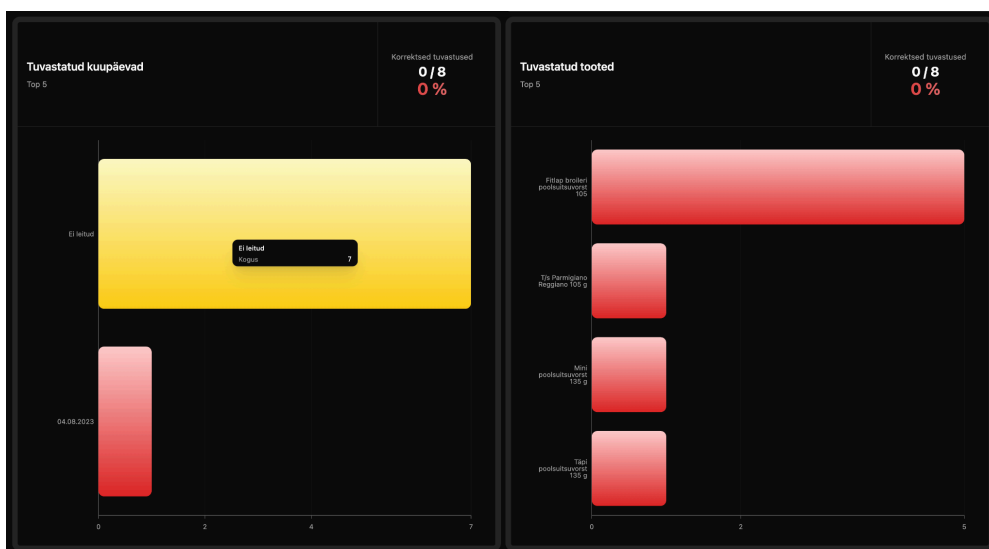 Tuvastatud kuupäevad
Top 5
Korrektsed tuvastused
0 / 8
0 %
Ei leitud
Ei leitud
Kogus 7
04.08.2023
0 2 4 7
Tuvastatud tooted
Top 5
Korrektsed tuvastused
0 / 8
0 %
Fitlap broileri
poolsuitsuvorst
105
T/s Parmigiano
Reggiano 105 g
Mini
poolsuitsuvorst
135 g
Täpi
poolsuitsuvorst
135 g
0 2 5